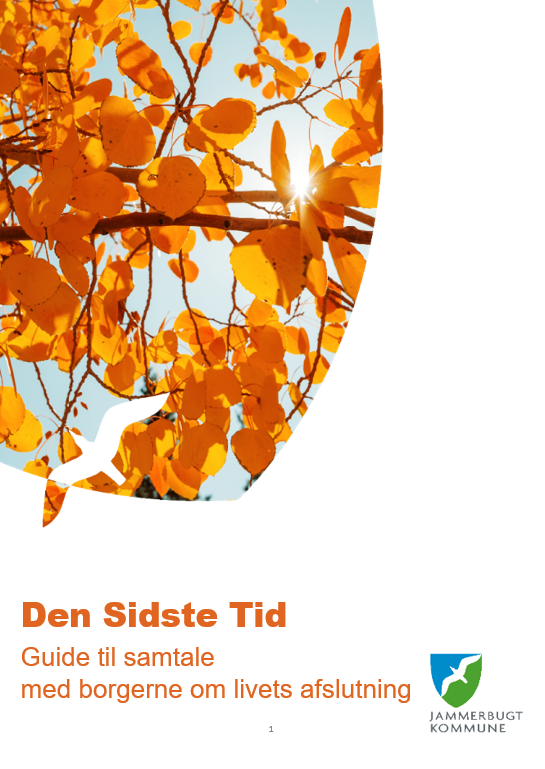 Den Sidste Tid
Guide til samtale
med borgerne om livets afslutning
JAMMERBUGT
KOMMUNE
1